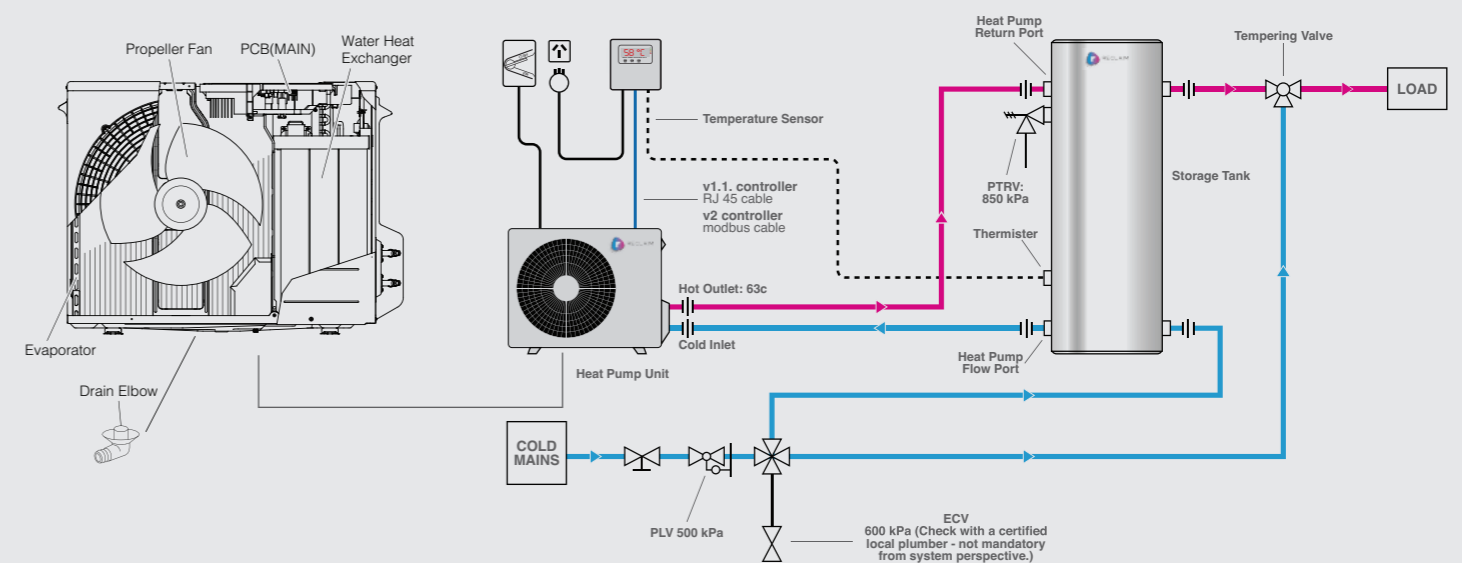 Propeller Fan
PCB(MAIN)
Water Heat
Exchanger
Evaporator
Drain Elbow
58°C
Temperature Sensor
v1.1. controller
RJ 45 cable
v2 controller
modbus cable
RECLAIM
Hot Outlet: 63c
Cold Inlet
Heat Pump Unit
Heat Pump
Return Port
RECLAIM
Tempering Valve
LOAD
PTRV:
850 kPa
Storage Tank
Thermister
Heat Pump
Flow Port
COLD
MAINS
PLV 500 kPa
ECV
600 kPa (Check with a certified
local plumber - not mandatory
from system perspective.)